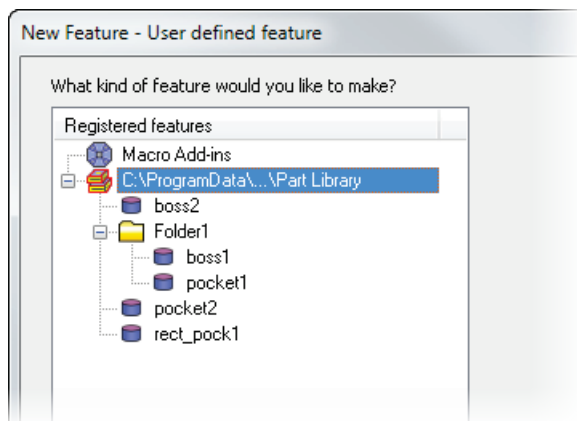 New Feature - User defined feature
What kind of feature would you like to make?
Registered features
Macro Add-ins
C:\ProgramData\...\Part Library
boss2
Folder1
boss1
pocket1
pocket2
rect_pock1